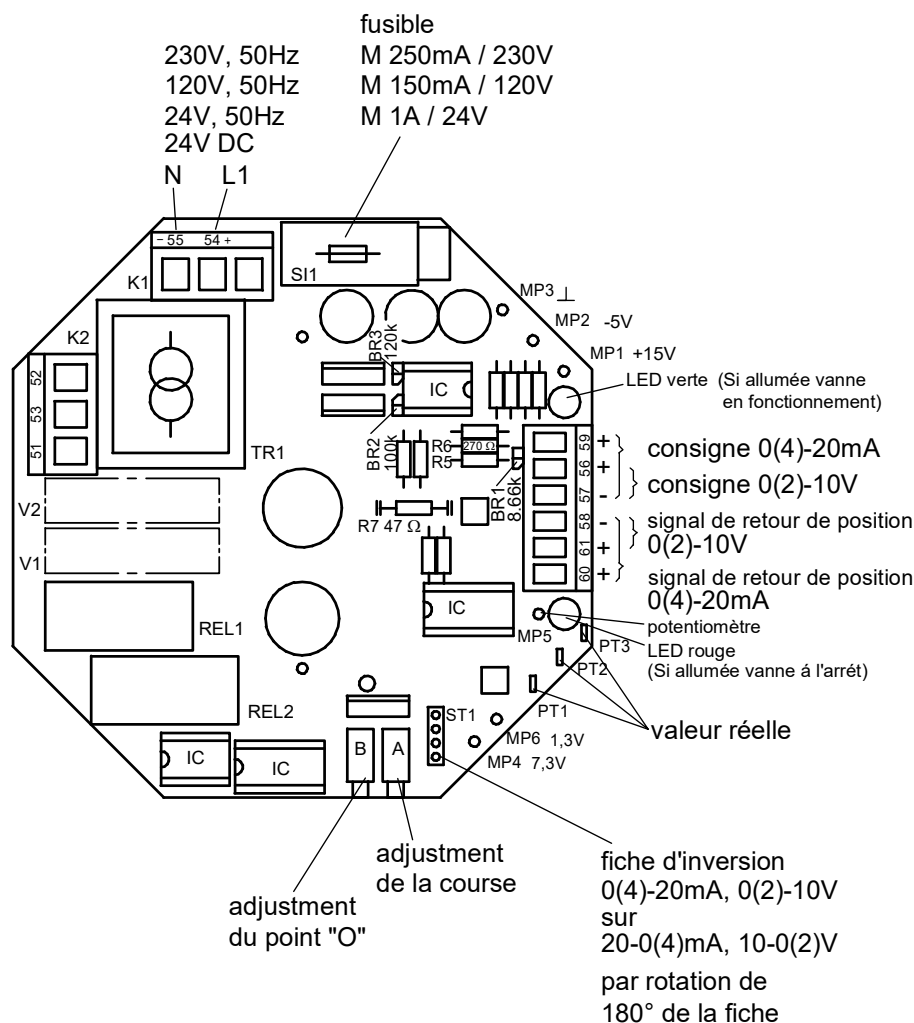 fusible
230V, 50Hz M 250mA / 230V
120V, 50Hz M 150mA / 120V
24V, 50Hz M 1A / 24V
24V DC
N L1
- 55 54 +
K1
SI1
MP3 ⊥
MP2 -5V
MP1 +15V
K2
BR3
120k
IC
LED verte (Si allumée vanne
en fonctionnement)
52
53
51
TR1
BR2
100k
R6
270 Ω
R5
BR1
8.66k
59 +
56 +
57 -
58 -
61 +
60 +
consigne 0(4)-20mA
consigne 0(2)-10V
signal de retour de position
0(2)-10V
signal de retour de position
0(4)-20mA
V2
V1
R7 47 Ω
IC
REL1
REL2
MP5
potentiomètre
LED rouge
(Si allumée vanne á l'arrét)
PT3
PT2
PT1
valeur réelle
ST1
MP6 1,3V
MP4 7,3V
IC
IC
B
A
adjustment
de la course
adjustment
du point "O"
fiche d'inversion
0(4)-20mA, 0(2)-10V
sur
20-0(4)mA, 10-0(2)V
par rotation de
180° de la fiche